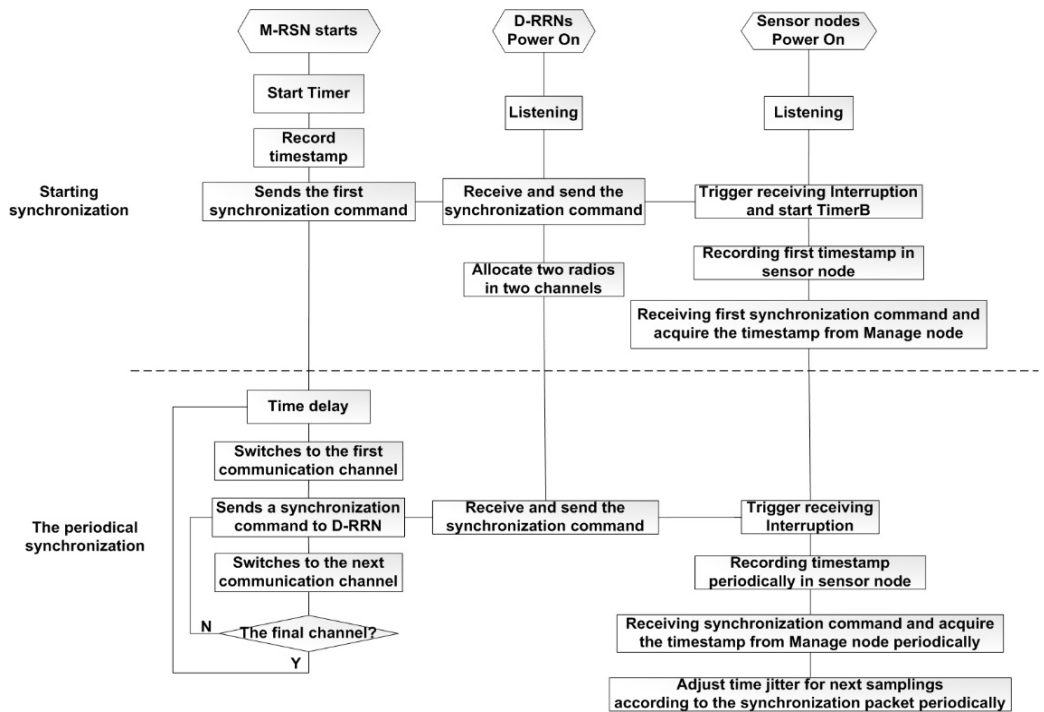 M-RSN starts
D-RRNs
Power On
Sensor nodes
Power On
Start Timer
Listening
Listening
Record
timestamp
Starting
synchronization
Sends the first
synchronization command
Receive and send the
synchronization command
Trigger receiving Interruption
and start TimerB
Recording first timestamp in
sensor node
Allocate two radios
in two channels
Receiving first synchronization command and
acquire the timestamp from Manage node
Time delay
Switches to the first
communication channel
The periodical
synchronization
Sends a synchronization
command to D-RRN
Receive and send the
synchronization command
Trigger receiving
Interruption
Switches to the next
communication channel
Recording timestamp
periodically in sensor node
N
The final channel?
Y
Receiving synchronization command and acquire
the timestamp from Manage node periodically
Adjust time jitter for next samplings
according to the synchronization packet periodically